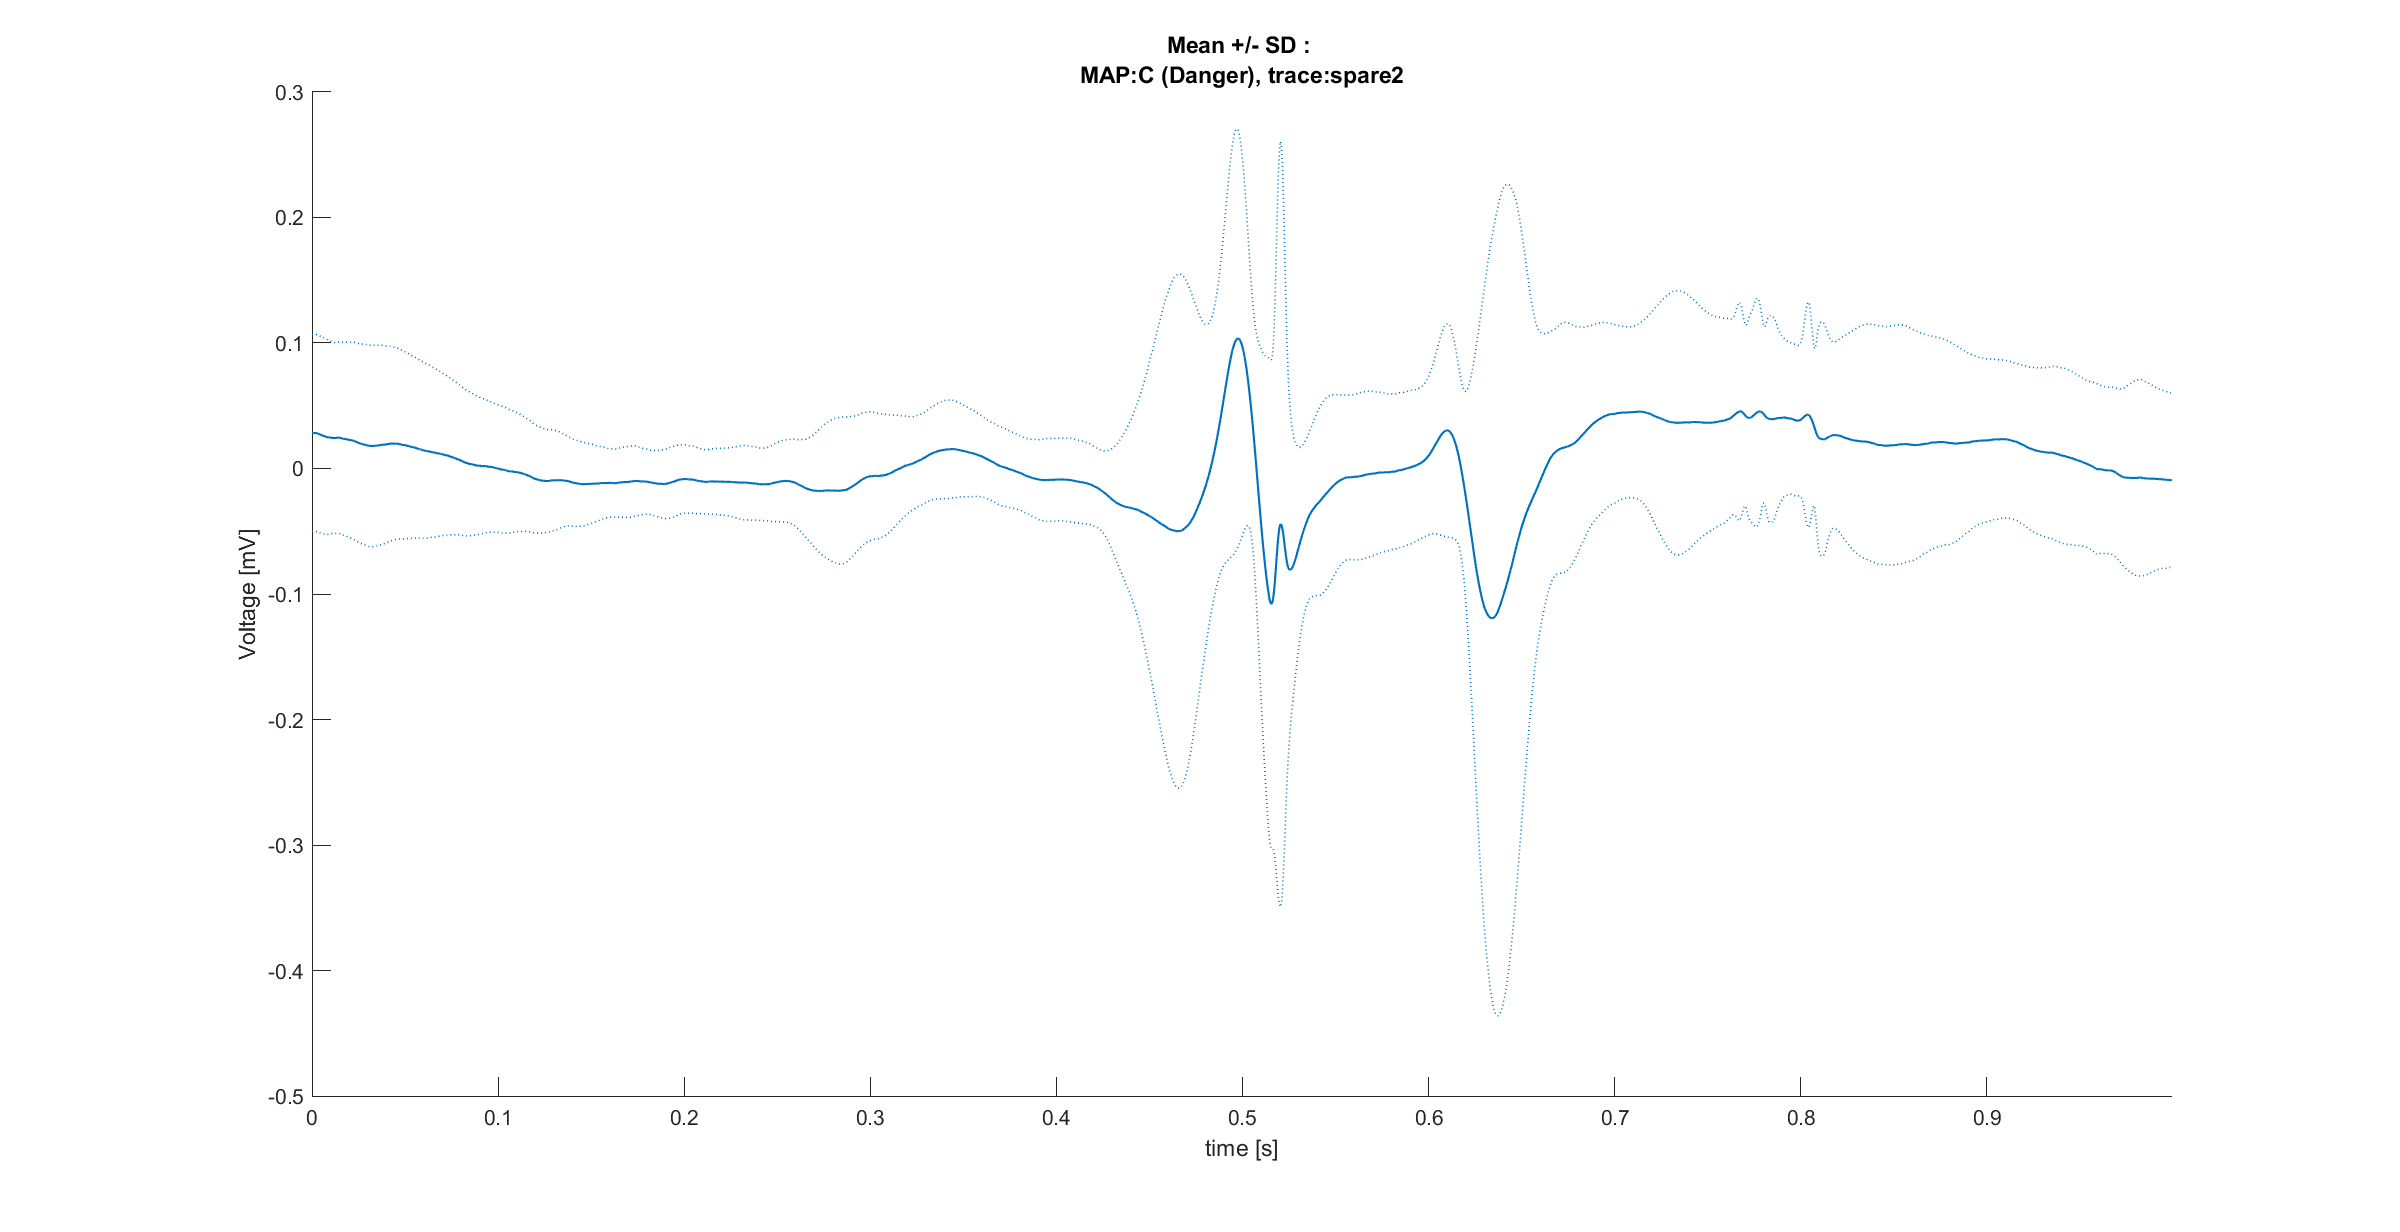 Mean +/- SD :
MAP:C (Danger), trace:spare2
0.3
0.2
0.1
0
-0.1
-0.2
-0.3
-0.4
-0.5
Voltage [mV]
0 0.1 0.2 0.3 0.4 0.5 0.6 0.7 0.8 0.9
time [s]